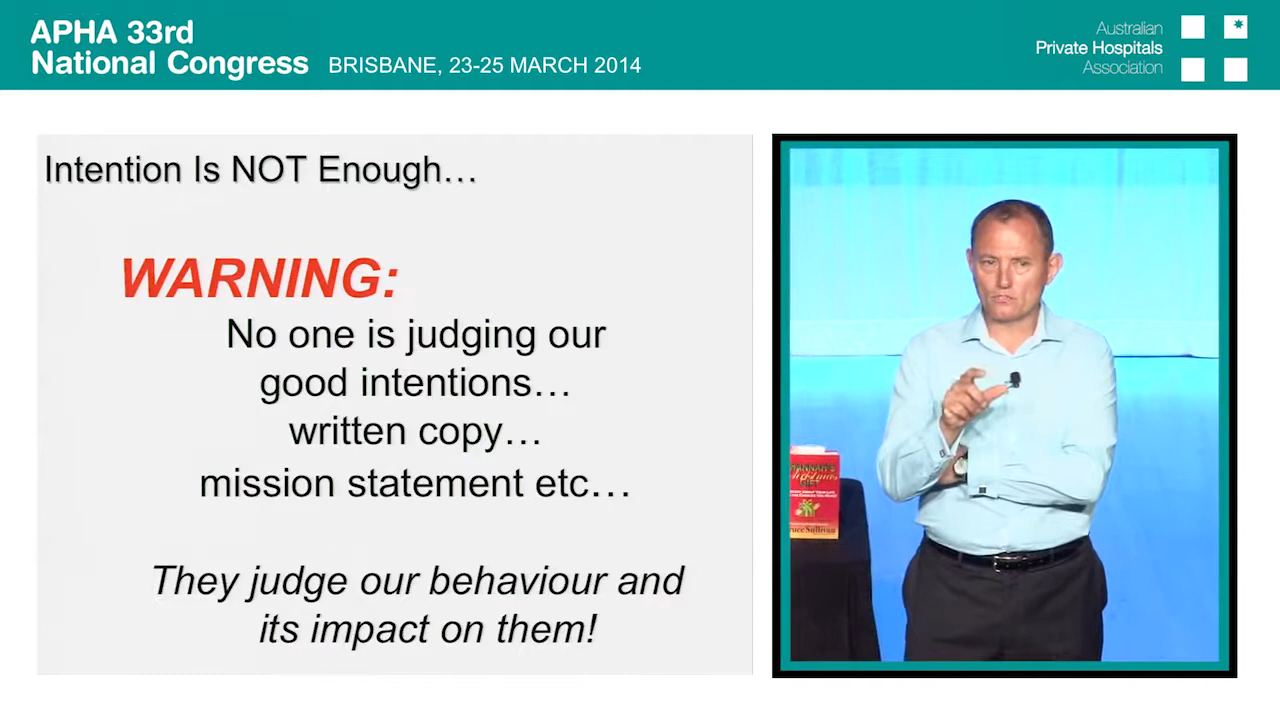 APHA 33rd
National Congress BRISBANE, 23-25 MARCH 2014
Australian
Private Hospitals
Association
Intention Is NOT Enough…
WARNING:
No one is judging our
good intentions…
written copy…
mission statement etc…
They judge our behaviour and
its impact on them!
Sullivan